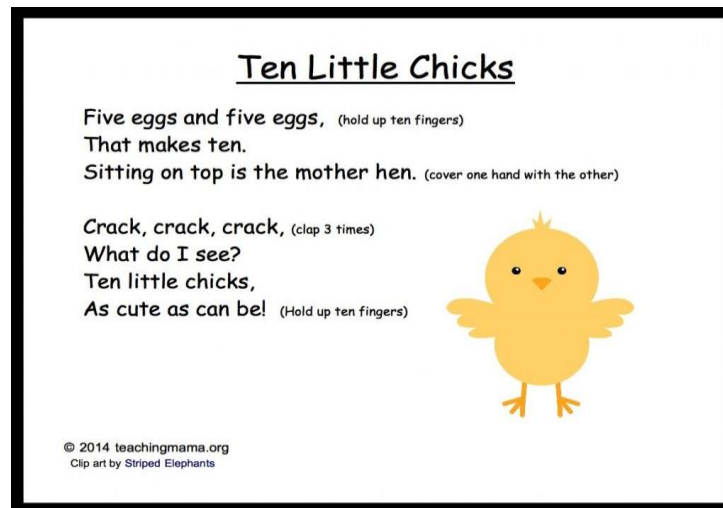 Ten Little Chicks
Five eggs and five eggs, (hold up ten fingers)
That makes ten.
Sitting on top is the mother hen. (cover one hand with the other)
Crack, crack, crack, (clap 3 times)
What do I see?
Ten little chicks,
As cute as can be! (Hold up ten fingers)
© 2014 teachingmama.org
Clip art by Striped Elephants